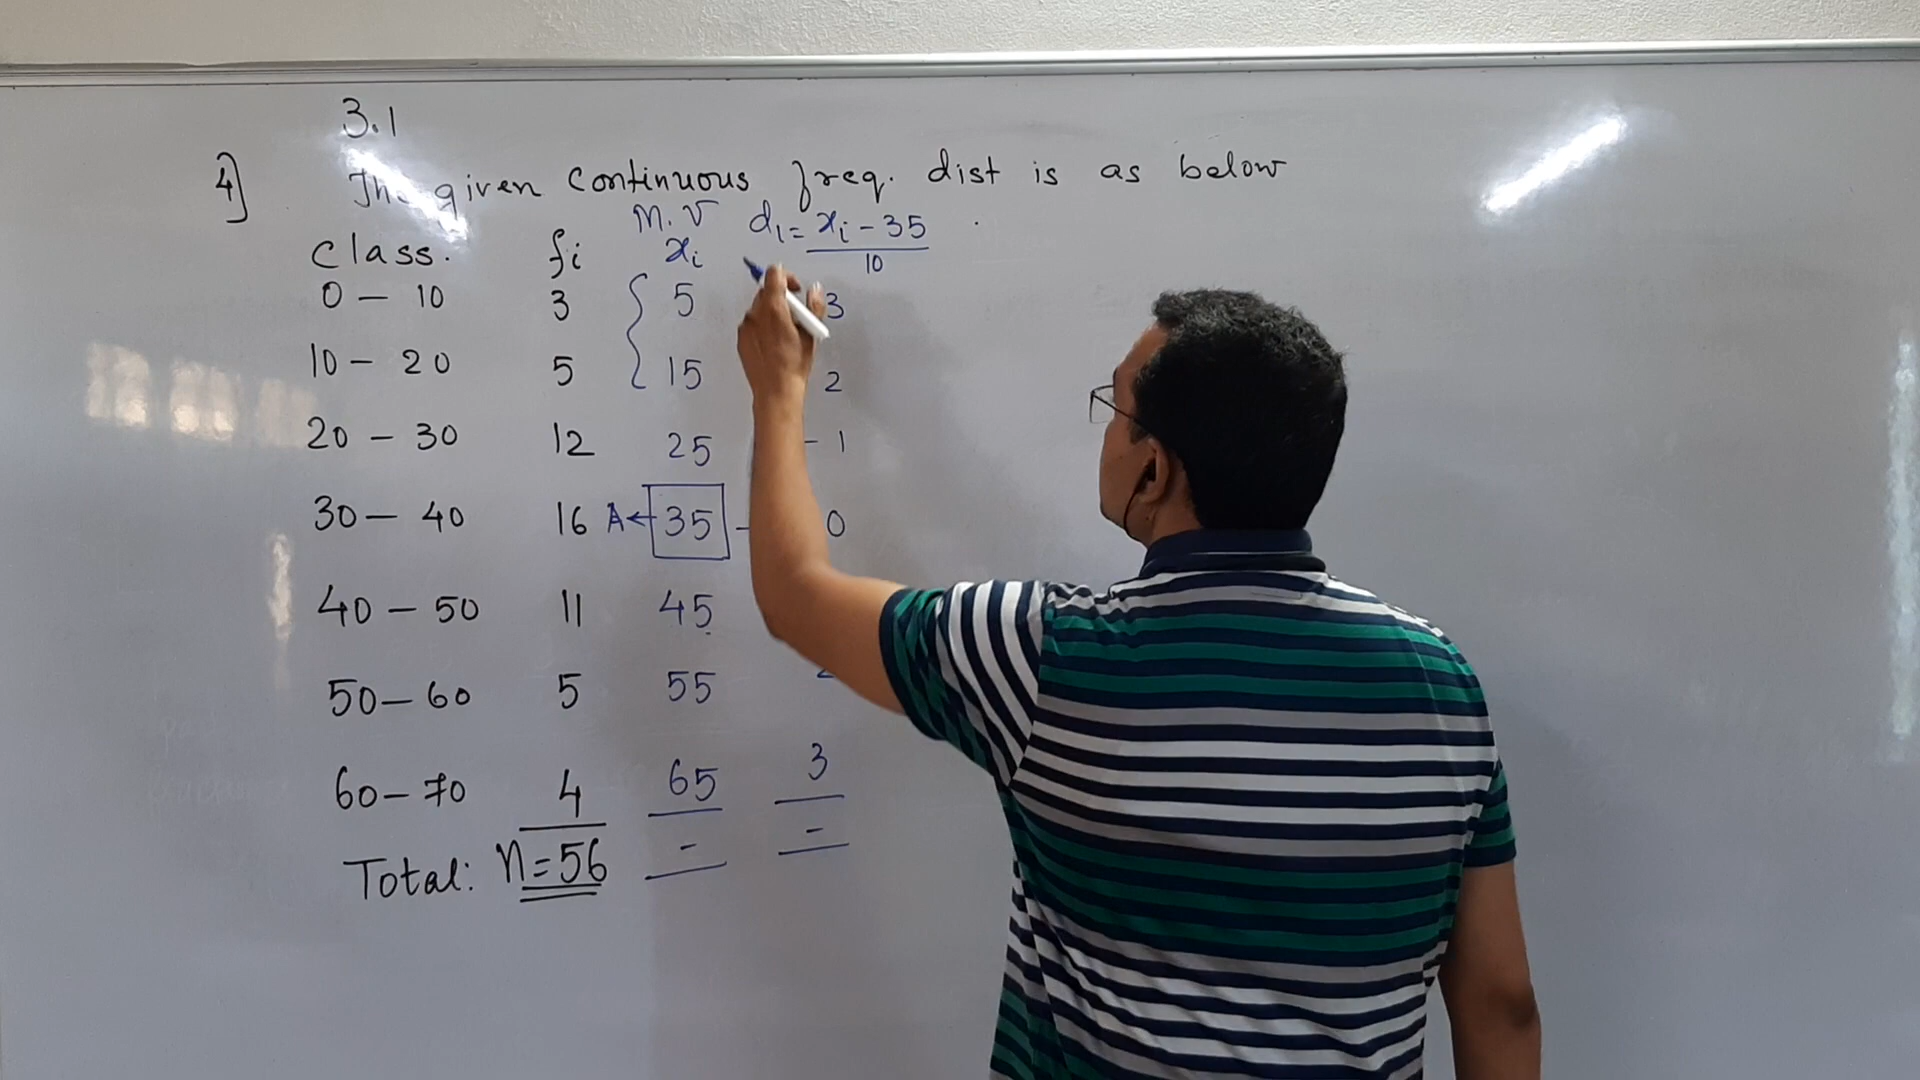 3.1
4] The given continuous freq. dist is as below
M.V d₁= xi - 35
Class. fi xi 10
0 - 10 3 5 3
10 - 20 5 15 2
20 - 30 12 25 - 1
30 - 40 16 A← 35 - 0
40 - 50 11 45
50 - 60 5 55
60 - 70 4 65 3
Total: n=56 - -